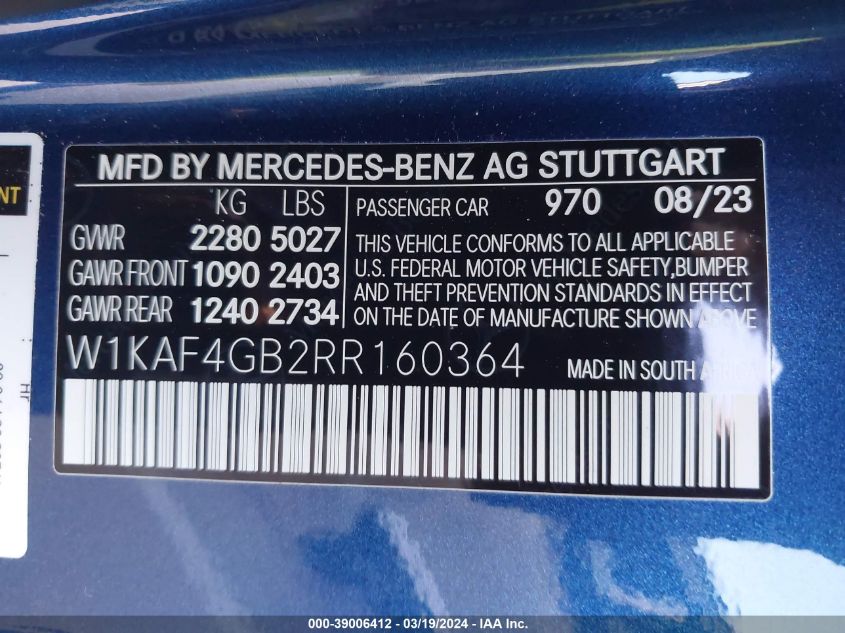 MFD BY MERCEDES-BENZ AG STUTTGART
KG LBS
PASSENGER CAR 970 08/23
GVWR 2280 5027
GAWR FRONT 1090 2403
GAWR REAR 1240 2734
THIS VEHICLE CONFORMS TO ALL APPLICABLE
U.S. FEDERAL MOTOR VEHICLE SAFETY,BUMPER
AND THEFT PREVENTION STANDARDS IN EFFECT
ON THE DATE OF MANUFACTURE SHOWN ABOVE
W1KAF4GB2RR160364
MADE IN SOUTH AFRICA
NT
000-39006412 - 03/19/2024 - IAA Inc.